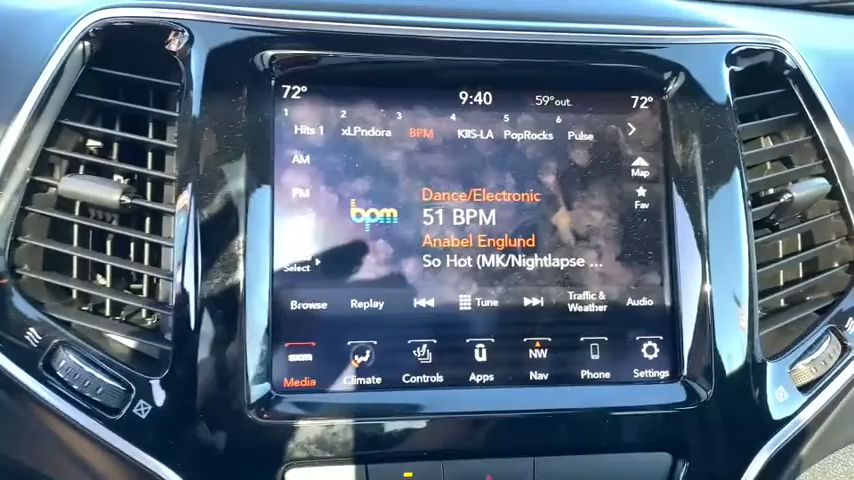 72° 9:40 59°out. 72°
1 2 3 4 5 6
Hits 1 xLPndora BPM KIIS-LA PopRocks Pulse
AM
Map
Dance/Electronic
51 BPM
Fav
bpm
Anabel Englund
Select
So Hot (MK/Nightlapse ...
Browse Replay Tune Traffic & Weather Audio
sxm NW
Media Climate Controls Apps Nav Phone Settings